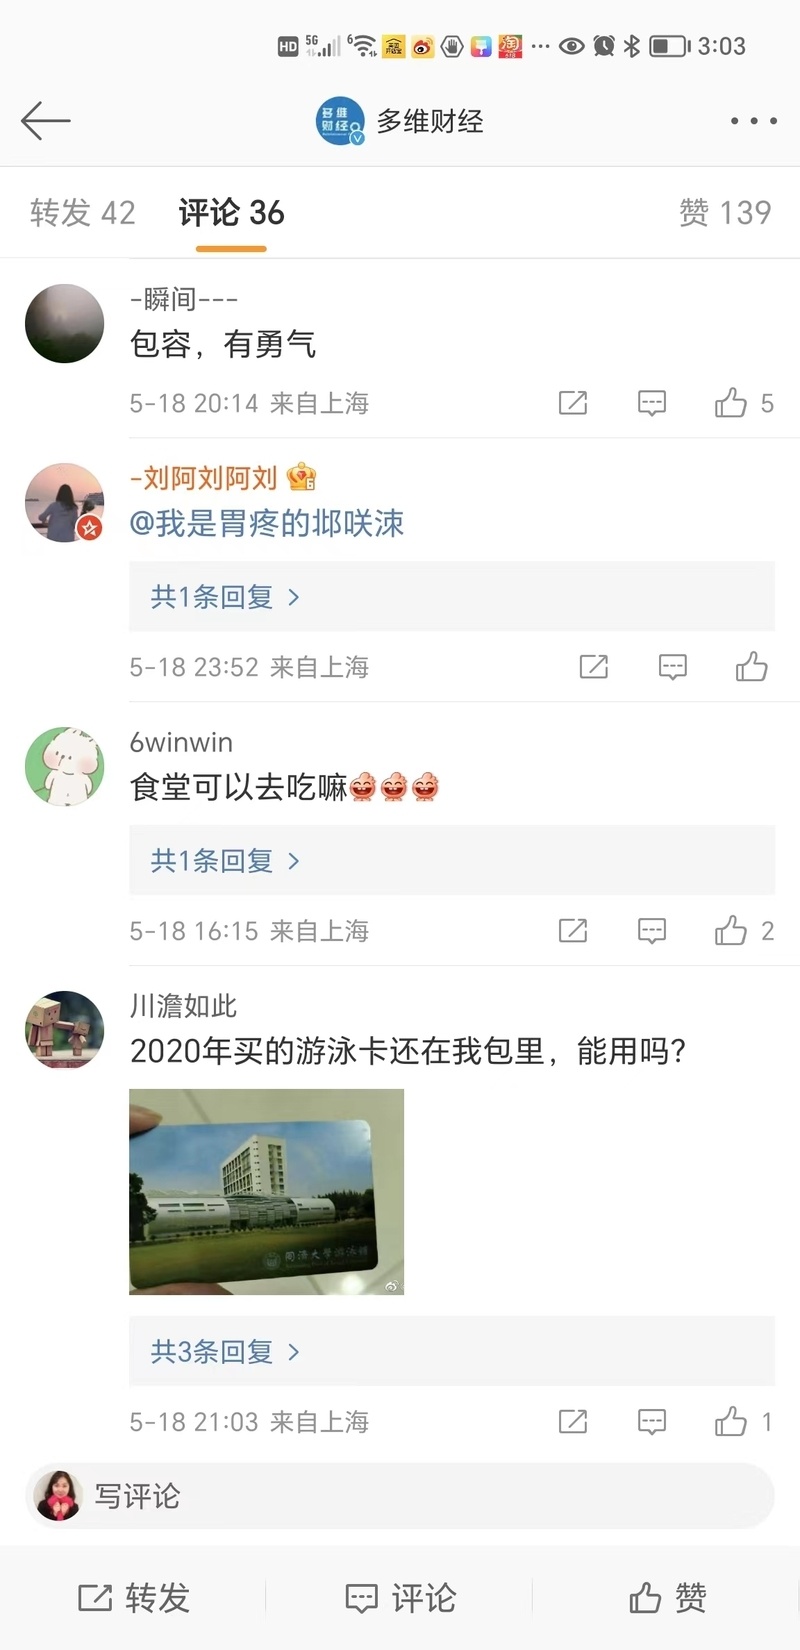 HD 5G 6 3:03
多维财经
多维财经
转发 42 评论 36 赞 139
-瞬间---
包容，有勇气
5-18 20:14 来自上海 5
-刘阿刘阿刘 6
@我是胃疼的邶咲涑
共1条回复 >
5-18 23:52 来自上海
6winwin
食堂可以去吃嘛
共1条回复 >
5-18 16:15 来自上海 2
川澹如此
2020年买的游泳卡还在我包里，能用吗?
同济大学游泳馆
共3条回复 >
5-18 21:03 来自上海 1
写评论
转发 评论 赞